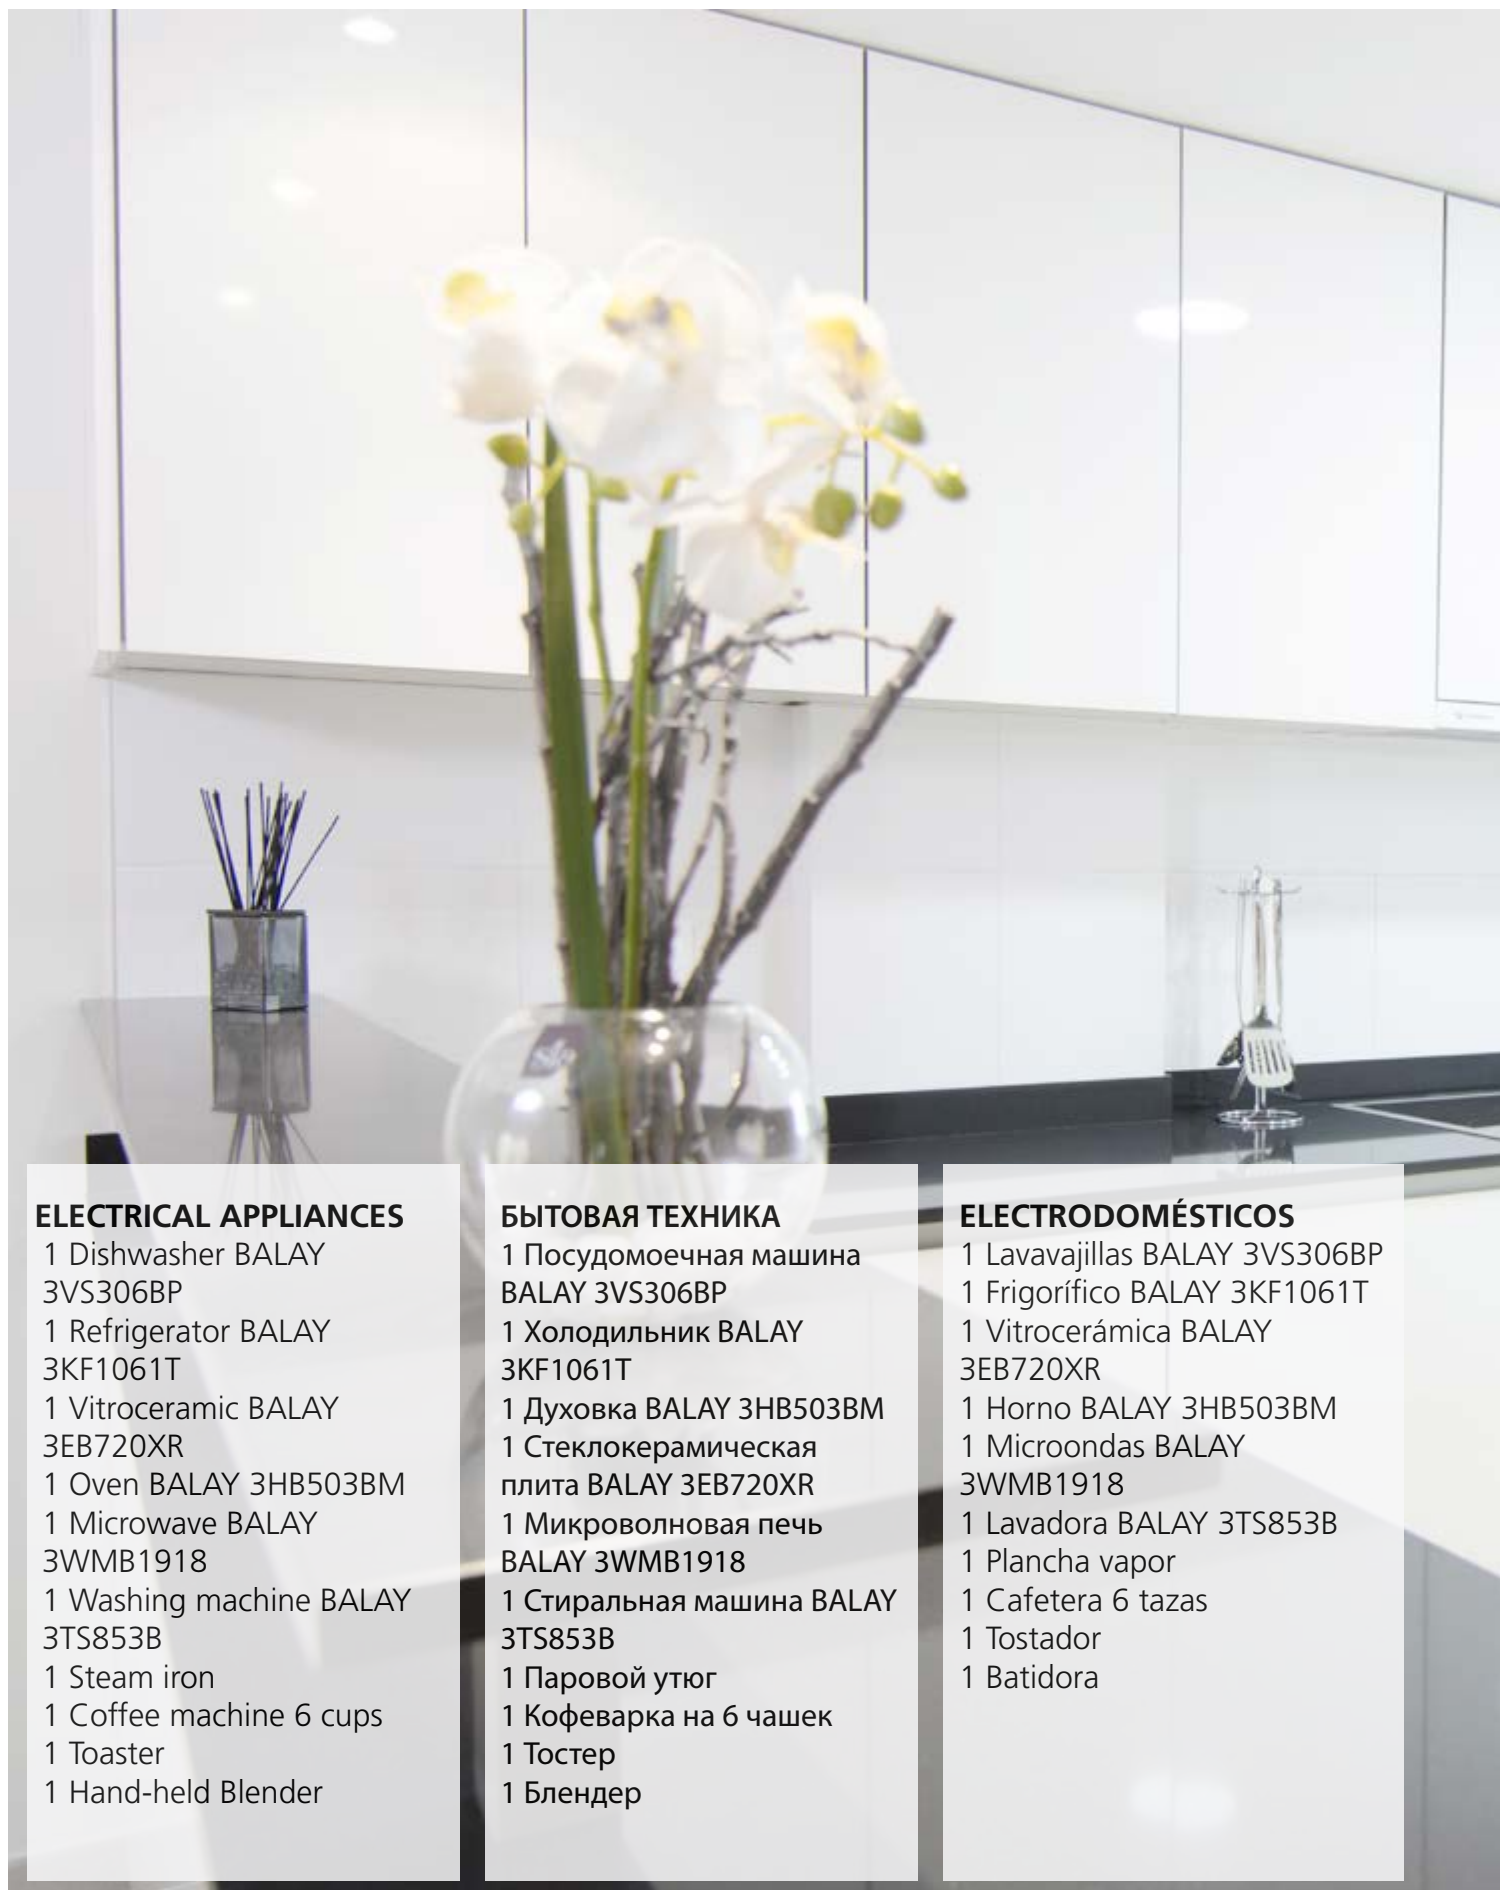 ELECTRICAL APPLIANCES
1 Dishwasher BALAY
3VS306BP
1 Refrigerator BALAY
3KF1061T
1 Vitroceramic BALAY
3EB720XR
1 Oven BALAY 3HB503BM
1 Microwave BALAY
3WMB1918
1 Washing machine BALAY
3TS853B
1 Steam iron
1 Coffee machine 6 cups
1 Toaster
1 Hand-held Blender
БЫТОВАЯ ТЕХНИКА
1 Посудомоечная машина
BALAY 3VS306BP
1 Холодильник BALAY
3KF1061T
1 Духовка BALAY 3HB503BM
1 Стеклокерамическая
плита BALAY 3EB720XR
1 Микроволновая печь
BALAY 3WMB1918
1 Стиральная машина BALAY
3TS853B
1 Паровой утюг
1 Кофеварка на 6 чашек
1 Тостер
1 Блендер
ELECTRODOMÉSTICOS
1 Lavavajillas BALAY 3VS306BP
1 Frigorífico BALAY 3KF1061T
1 Vitrocerámica BALAY
3EB720XR
1 Horno BALAY 3HB503BM
1 Microondas BALAY
3WMB1918
1 Lavadora BALAY 3TS853B
1 Plancha vapor
1 Cafetera 6 tazas
1 Tostador
1 Batidora